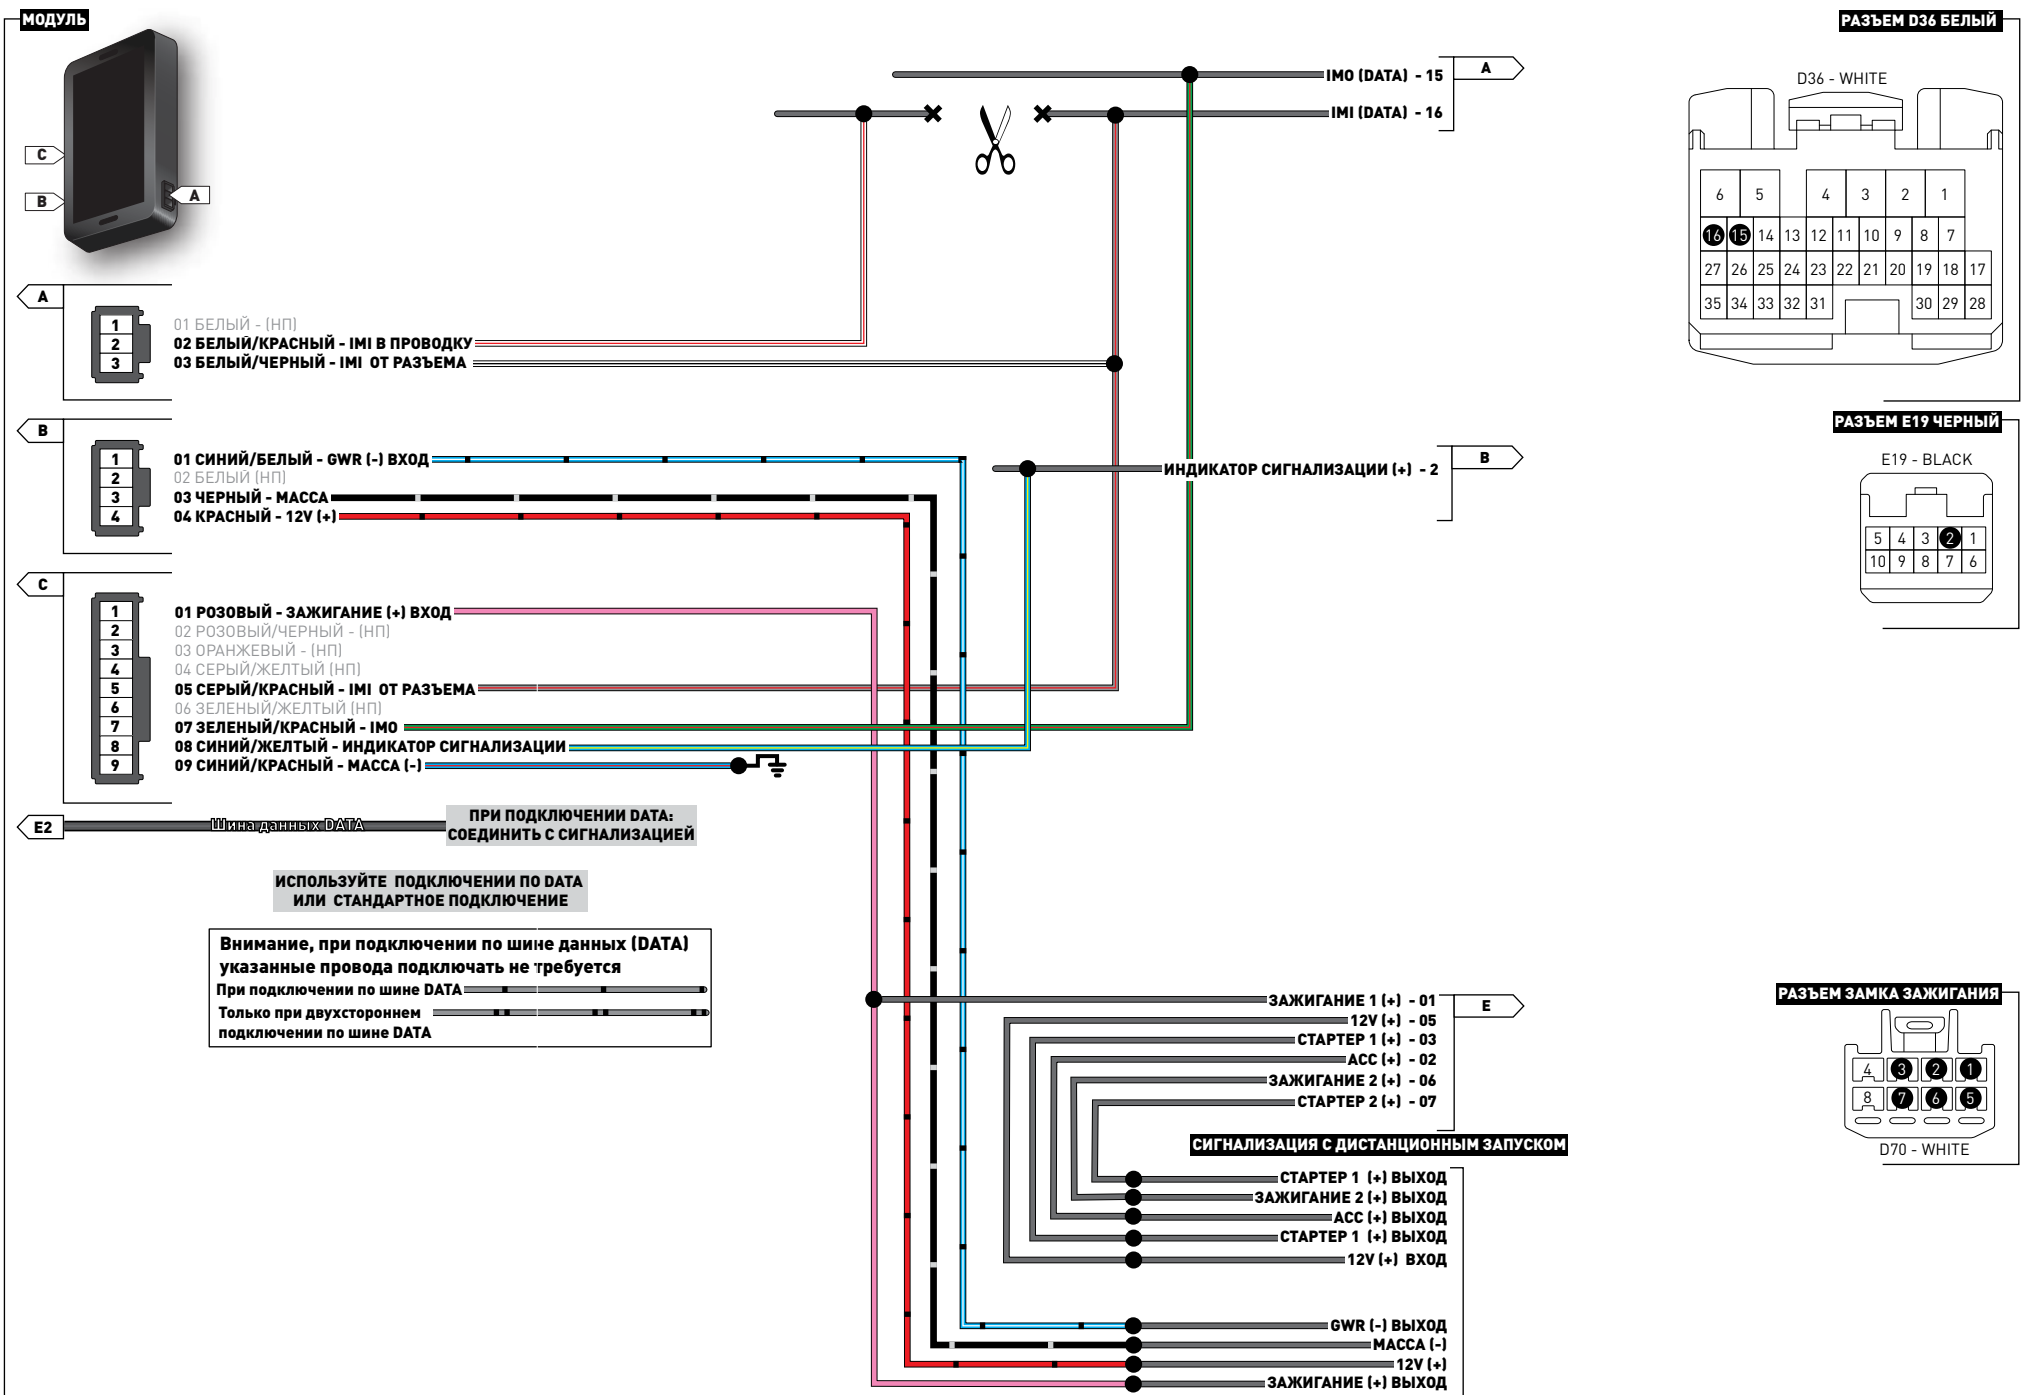 МОДУЛЬ
C
B
A
A
1
2
3
01 БЕЛЫЙ - (НП)
02 БЕЛЫЙ/КРАСНЫЙ - IMI В ПРОВОДКУ
03 БЕЛЫЙ/ЧЕРНЫЙ - IMI ОТ РАЗЪЕМА
B
1
2
3
4
01 СИНИЙ/БЕЛЫЙ - GWR (-) ВХОД
02 БЕЛЫЙ (НП)
03 ЧЕРНЫЙ - МАССА
04 КРАСНЫЙ - 12V (+)
C
1
2
3
4
5
6
7
8
9
01 РОЗОВЫЙ - ЗАЖИГАНИЕ (+) ВХОД
02 РОЗОВЫЙ/ЧЕРНЫЙ - (НП)
03 ОРАНЖЕВЫЙ - (НП)
04 СЕРЫЙ/ЖЕЛТЫЙ (НП)
05 СЕРЫЙ/КРАСНЫЙ - IMI ОТ РАЗЪЕМА
06 ЗЕЛЕНЫЙ/ЖЕЛТЫЙ (НП)
07 ЗЕЛЕНЫЙ/КРАСНЫЙ - IMO
08 СИНИЙ/ЖЕЛТЫЙ - ИНДИКАТОР СИГНАЛИЗАЦИИ
09 СИНИЙ/КРАСНЫЙ - МАССА (-)
E2
Шина данных DATA
ПРИ ПОДКЛЮЧЕНИИ DATA:
СОЕДИНИТЬ С СИГНАЛИЗАЦИЕЙ
ИСПОЛЬЗУЙТЕ ПОДКЛЮЧЕНИИ ПО DATA
ИЛИ СТАНДАРТНОЕ ПОДКЛЮЧЕНИЕ
Внимание, при подключении по шине данных (DATA)
указанные провода подключать не требуется
При подключении по шине DATA
Только при двухстороннем
подключении по шине DATA
IMO (DATA) - 15
IMI (DATA) - 16
A
ИНДИКАТОР СИГНАЛИЗАЦИИ (+) - 2
B
ЗАЖИГАНИЕ 1 (+) - 01
12V (+) - 05
СТАРТЕР 1 (+) - 03
ACC (+) - 02
ЗАЖИГАНИЕ 2 (+) - 06
СТАРТЕР 2 (+) - 07
E
СИГНАЛИЗАЦИЯ С ДИСТАНЦИОННЫМ ЗАПУСКОМ
СТАРТЕР 1 (+) ВЫХОД
ЗАЖИГАНИЕ 2 (+) ВЫХОД
ACC (+) ВЫХОД
СТАРТЕР 1 (+) ВЫХОД
12V (+) ВХОД
GWR (-) ВЫХОД
МАССА (-)
12V (+)
ЗАЖИГАНИЕ (+) ВЫХОД
РАЗЪЕМ D36 БЕЛЫЙ
D36 - WHITE
6 5 4 3 2 1
16 15 14 13 12 11 10 9 8 7
27 26 25 24 23 22 21 20 19 18 17
35 34 33 32 31 30 29 28
РАЗЪЕМ E19 ЧЕРНЫЙ
E19 - BLACK
5 4 3 2 1
10 9 8 7 6
РАЗЪЕМ ЗАМКА ЗАЖИГАНИЯ
4 3 2 1
8 7 6 5
D70 - WHITE